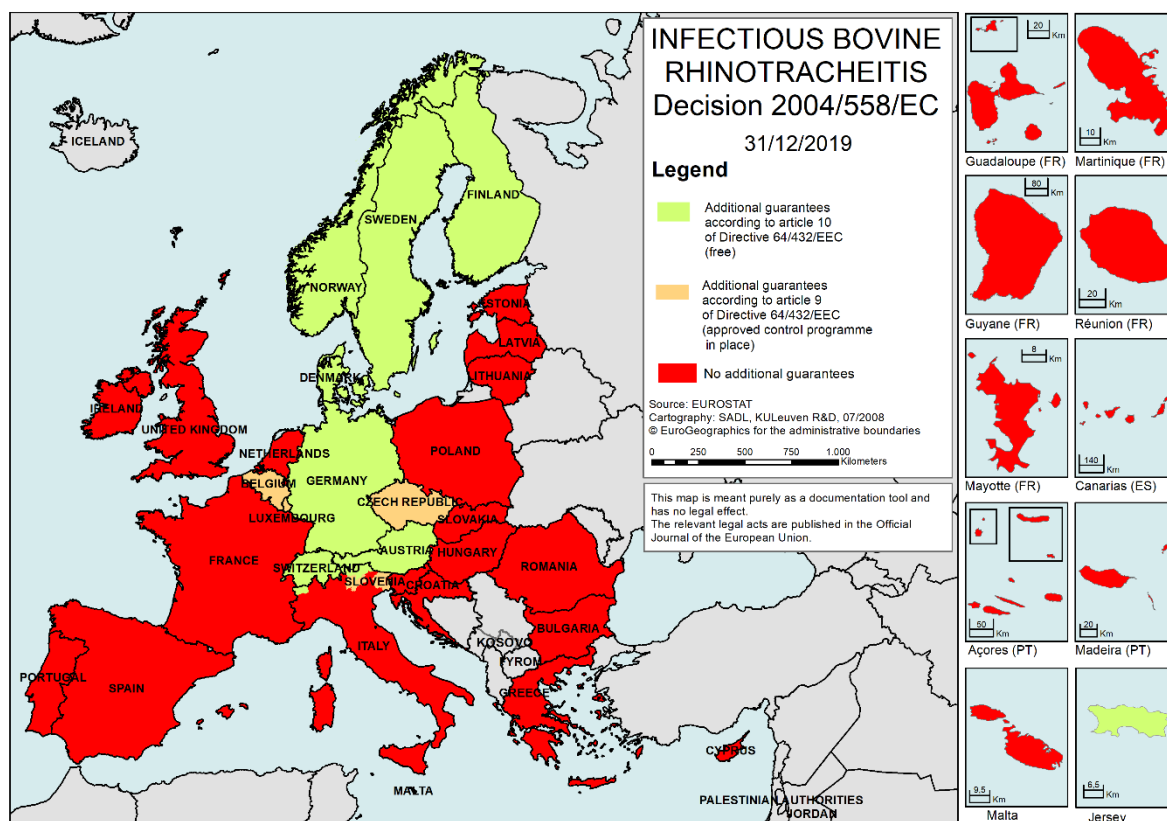 INFECTIOUS BOVINE
RHINOTRACHEITIS
Decision 2004/558/EC
31/12/2019
Legend
Additional guarantees
according to article 10
of Directive 64/432/EEC
(free)
Additional guarantees
according to article 9
of Directive 64/432/EEC
(approved control programme
in place)
No additional guarantees
Source: EUROSTAT
Cartography: SADL, KULeuven R&D, 07/2008
© EuroGeographics for the administrative boundaries
0 250 500 750 1.000
Kilometers
This map is meant purely as a documentation tool and
has no legal effect.
The relevant legal acts are published in the Official
Journal of the European Union.
ICELAND
FINLAND
SWEDEN
NORWAY
ESTONIA
LATVIA
LITHUANIA
DENMARK
IRELAND
UNITED KINGDOM
NETHERLANDS
POLAND
BELGIUM
GERMANY
CZECH REPUBLIC
LUXEMBOURG
SLOVAKIA
AUSTRIA
HUNGARY
FRANCE
SWITZERLAND
SLOVENIA
CROATIA
ROMANIA
BULGARIA
ITALY
KOSOVO
FYROM
PORTUGAL
SPAIN
GREECE
CYPRUS
MALTA
PALESTINIAN AUTHORITIES
JORDAN
20
Km
Guadaloupe (FR)
10
Km
Martinique (FR)
80
Km
Guyane (FR)
20
Km
Réunion (FR)
8
Km
Mayotte (FR)
140
Km
Canarias (ES)
50
Km
Açores (PT)
20
Km
Madeira (PT)
9,5
Km
Malta
6,5
Km
Jersey